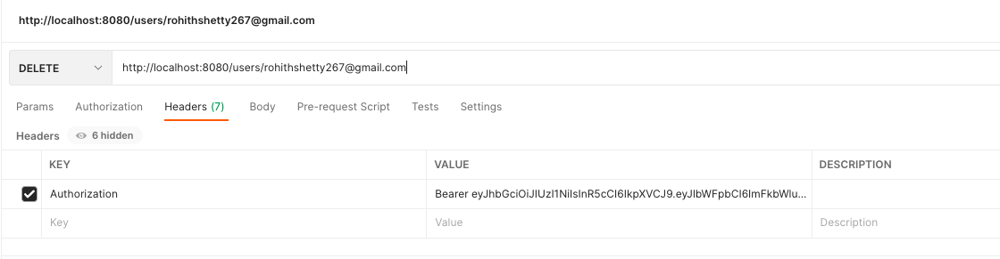 http://localhost:8080/users/rohithshetty267@gmail.com
DELETE http://localhost:8080/users/rohithshetty267@gmail.com
Params Authorization Headers (7) Body Pre-request Script Tests Settings
Headers 6 hidden
KEY VALUE DESCRIPTION
Authorization Bearer eyJhbGciOiJIUzI1NiIsInR5cCI6IkpXVCJ9.eyJlbWFpbCI6ImFkbWlu...
Key Value Description